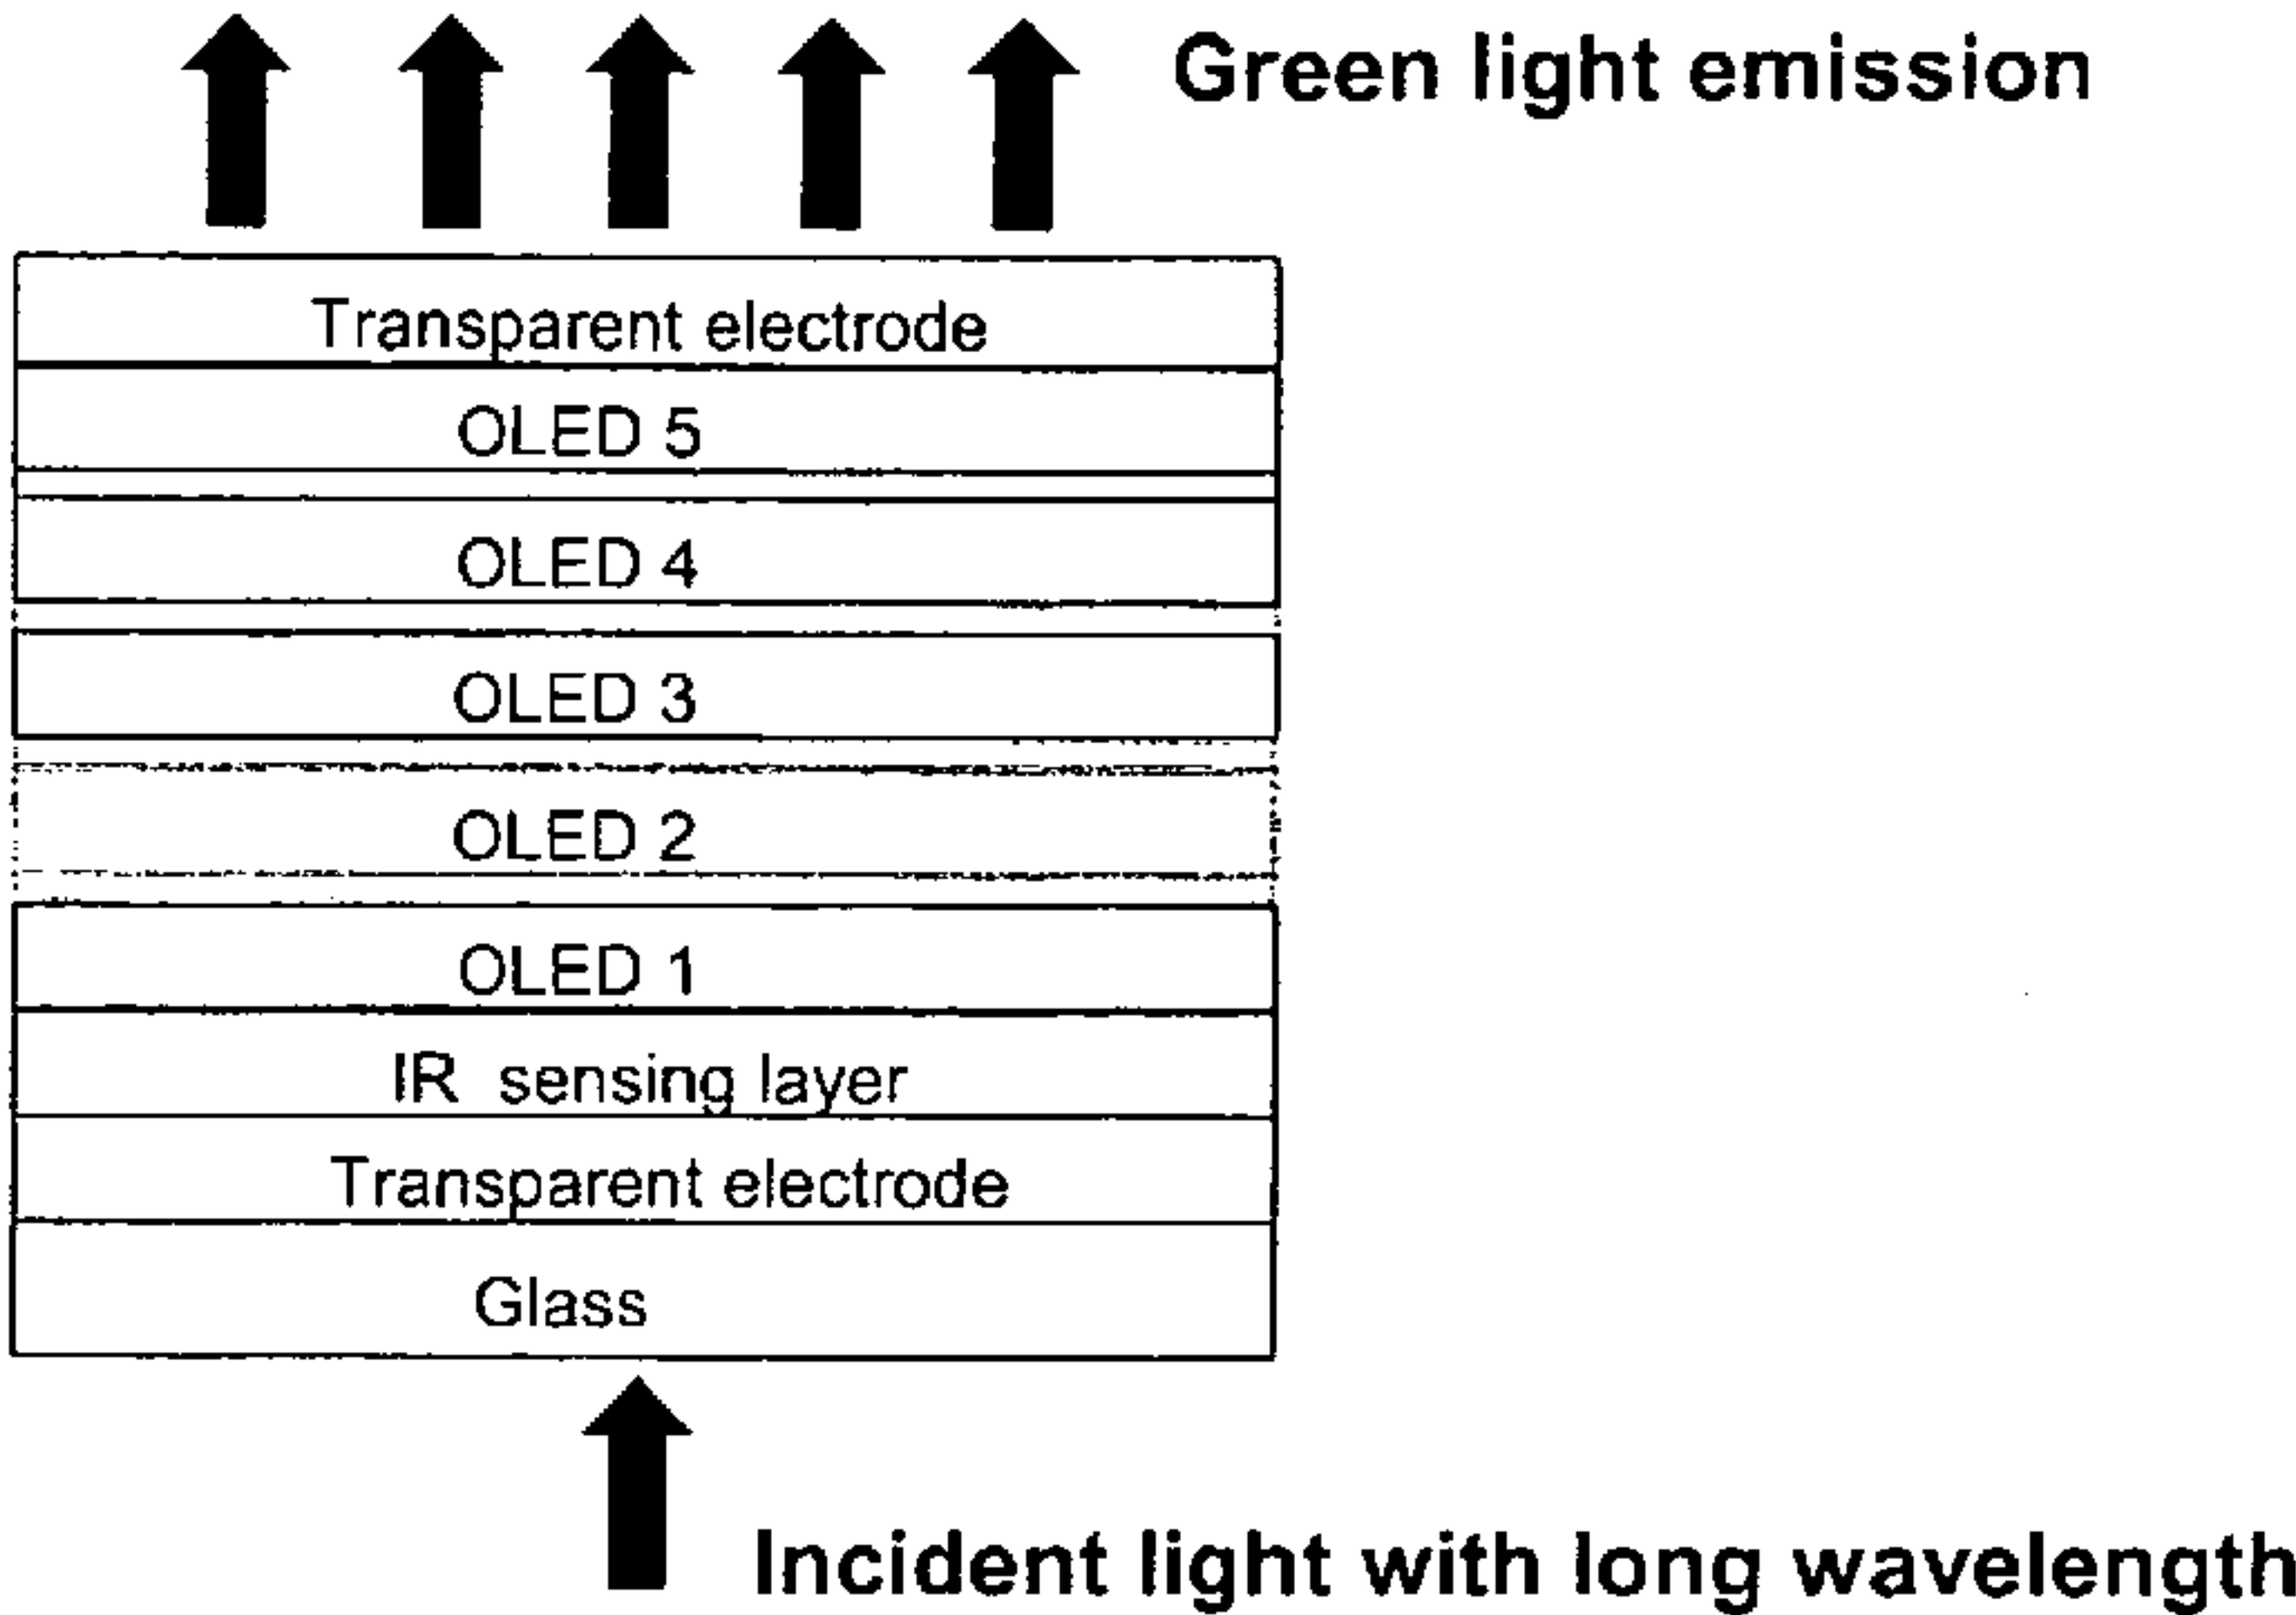 Green light emission
Transparent electrode
OLED 5
OLED 4
OLED 3
OLED 2
OLED 1
IR sensing layer
Transparent electrode
Glass
Incident light with long wavelength